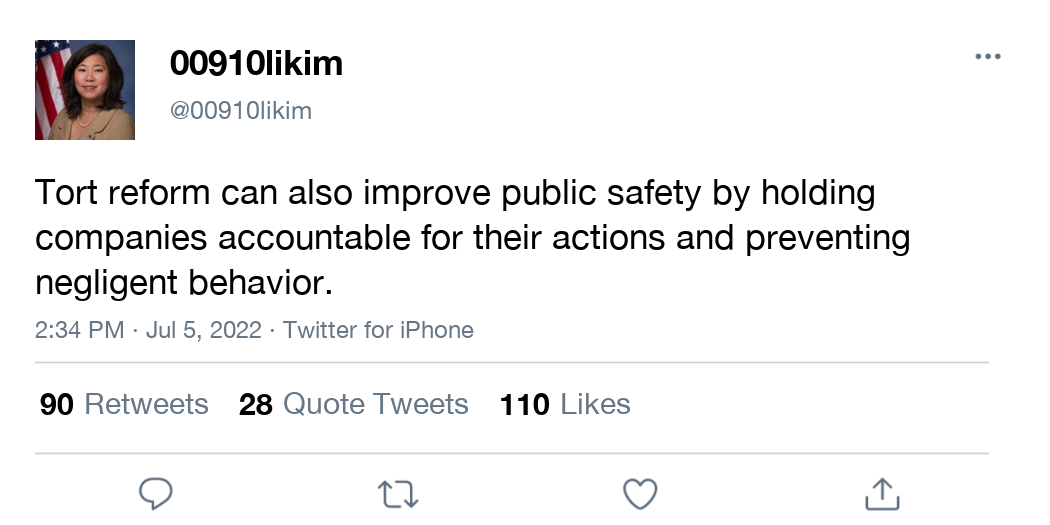 00910likim
@00910likim
Tort reform can also improve public safety by holding
companies accountable for their actions and preventing
negligent behavior.
2:34 PM · Jul 5, 2022 · Twitter for iPhone
90 Retweets 28 Quote Tweets 110 Likes